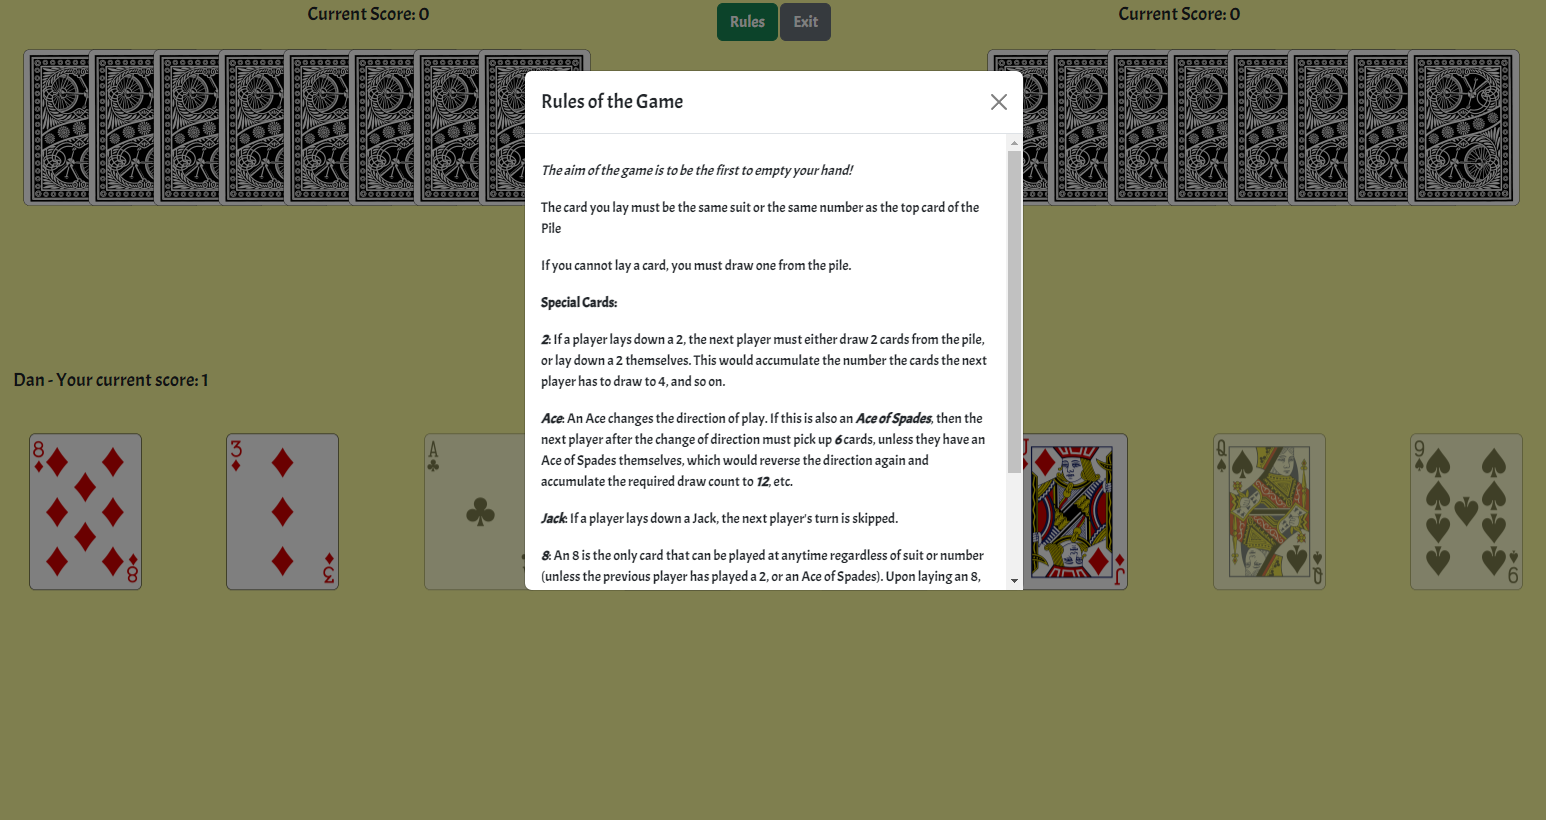 Current Score: 0
Rules
Exit
Current Score: 0
Rules of the Game
The aim of the game is to be the first to empty your hand!
The card you lay must be the same suit or the same number as the top card of the
Pile
If you cannot lay a card, you must draw one from the pile.
Special Cards:
2: If a player lays down a 2, the next player must either draw 2 cards from the pile,
or lay down a 2 themselves. This would accumulate the number the cards the next
player has to draw to 4, and so on.
Ace: An Ace changes the direction of play. If this is also an Ace of Spades, then the
next player after the change of direction must pick up 6 cards, unless they have an
Ace of Spades themselves, which would reverse the direction again and
accumulate the required draw count to 12, etc.
Jack: If a player lays down a Jack, the next player's turn is skipped.
8: An 8 is the only card that can be played at anytime regardless of suit or number
(unless the previous player has played a 2, or an Ace of Spades). Upon laying an 8,
Dan - Your current score: 1
8
8
3
3
A
J
Q
Q
9
9